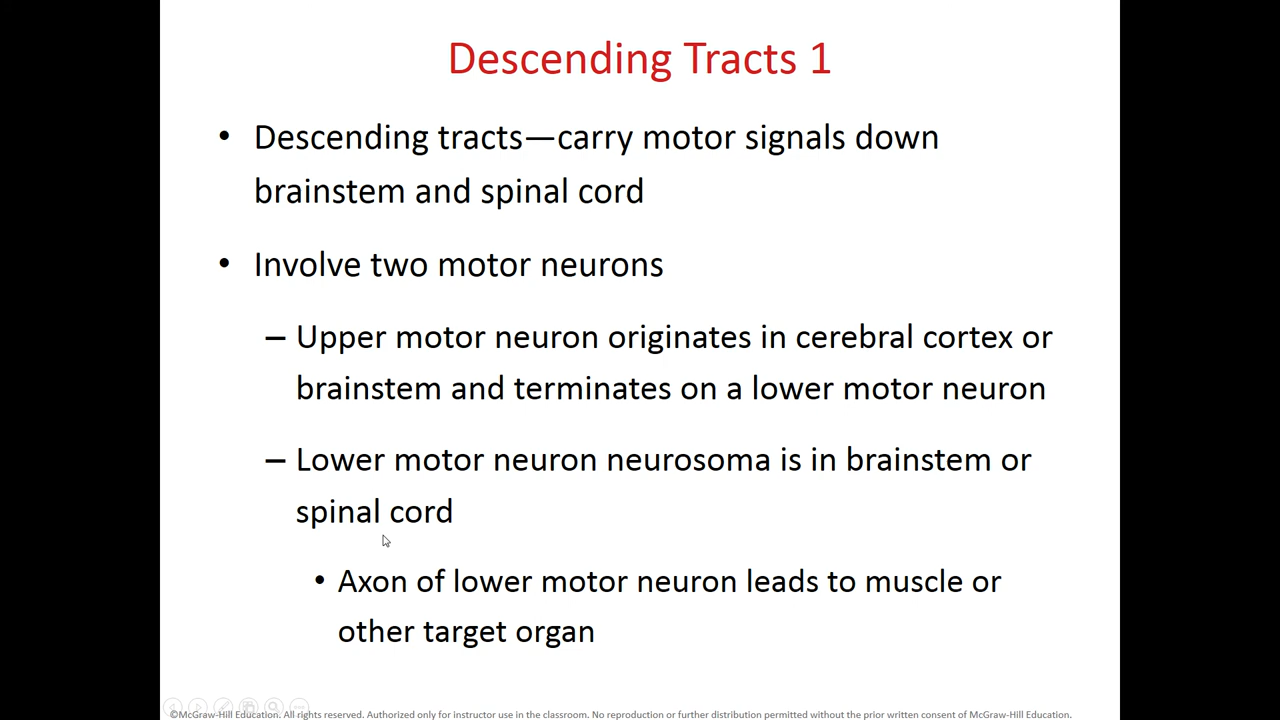 Descending Tracts 1
• Descending tracts—carry motor signals down
brainstem and spinal cord
• Involve two motor neurons
– Upper motor neuron originates in cerebral cortex or
brainstem and terminates on a lower motor neuron
– Lower motor neuron neurosoma is in brainstem or
spinal cord
• Axon of lower motor neuron leads to muscle or
other target organ
©McGraw-Hill Education. All rights reserved. Authorized only for instructor use in the classroom. No reproduction or further distribution permitted without the prior written consent of McGraw-Hill Education.